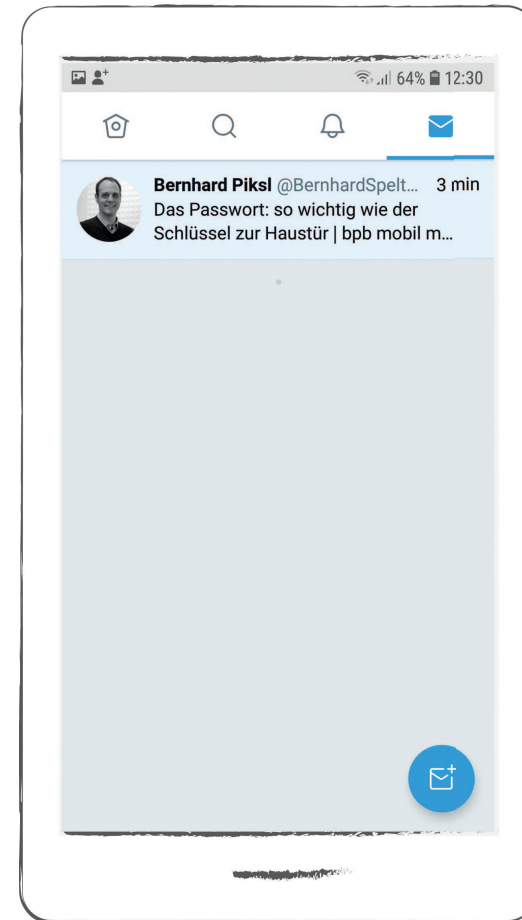 64% 12:30
Bernhard Piksl @BernhardSpelt... 3 min
Das Passwort: so wichtig wie der
Schlüssel zur Haustür | bpb mobil m...